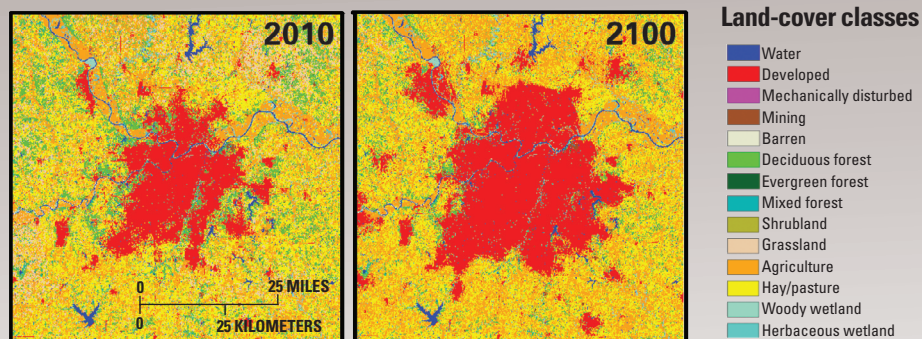 2010
2100
0
25 MILES
0
25 KILOMETERS
Land-cover classes
Water
Developed
Mechanically disturbed
Mining
Barren
Deciduous forest
Evergreen forest
Mixed forest
Shrubland
Grassland
Agriculture
Hay/pasture
Woody wetland
Herbaceous wetland